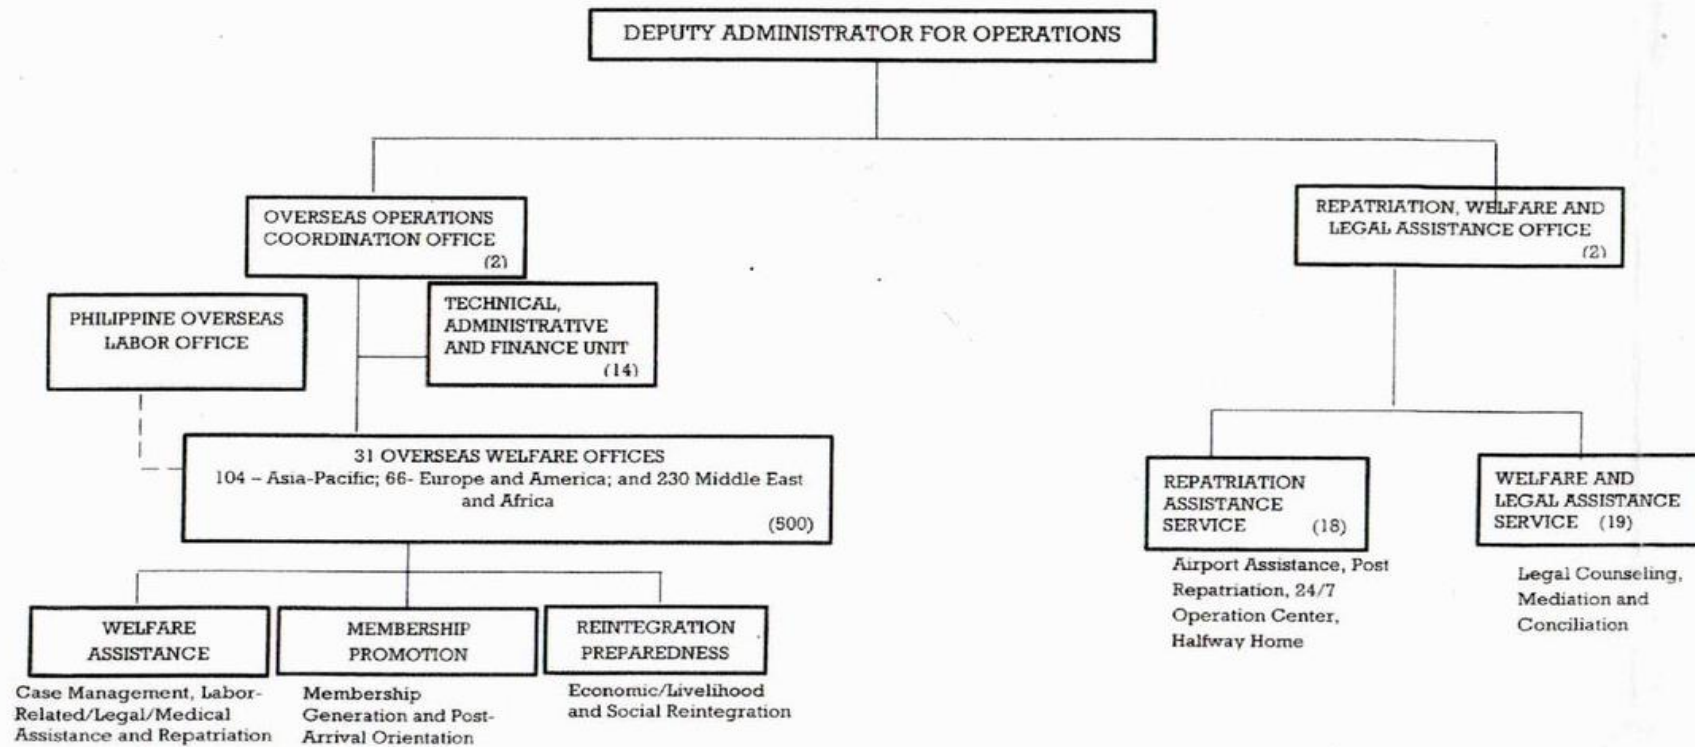 DEPUTY ADMINISTRATOR FOR OPERATIONS
OVERSEAS OPERATIONS
COORDINATION OFFICE
(2)
REPATRIATION, WELFARE AND
LEGAL ASSISTANCE OFFICE
(2)
PHILIPPINE OVERSEAS
LABOR OFFICE
TECHNICAL,
ADMINISTRATIVE
AND FINANCE UNIT
(14)
31 OVERSEAS WELFARE OFFICES
104 – Asia-Pacific; 66- Europe and America; and 230 Middle East
and Africa
(500)
REPATRIATION
ASSISTANCE
SERVICE (18)
Airport Assistance, Post
Repatriation, 24/7
Operation Center,
Halfway Home
WELFARE AND
LEGAL ASSISTANCE
SERVICE (19)
Legal Counseling,
Mediation and
Conciliation
WELFARE
ASSISTANCE
Case Management, Labor-
Related/Legal/Medical
Assistance and Repatriation
MEMBERSHIP
PROMOTION
Membership
Generation and Post-
Arrival Orientation
REINTEGRATION
PREPAREDNESS
Economic/Livelihood
and Social Reintegration